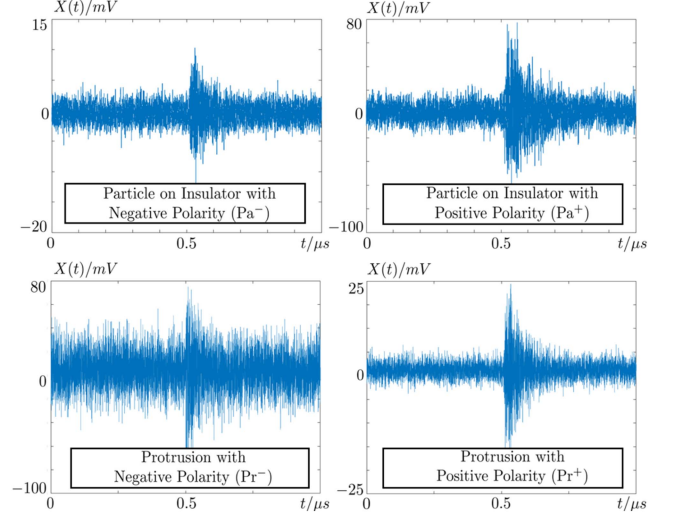 X(t)/mV
15
0
−20
0
0.5
t/μs
Particle on Insulator with
Negative Polarity (Pa⁻)
X(t)/mV
80
0
−100
0
0.5
t/μs
Particle on Insulator with
Positive Polarity (Pa⁺)
X(t)/mV
80
0
−100
0
0.5
t/μs
Protrusion with
Negative Polarity (Pr⁻)
X(t)/mV
25
0
−25
0
0.5
t/μs
Protrusion with
Positive Polarity (Pr⁺)